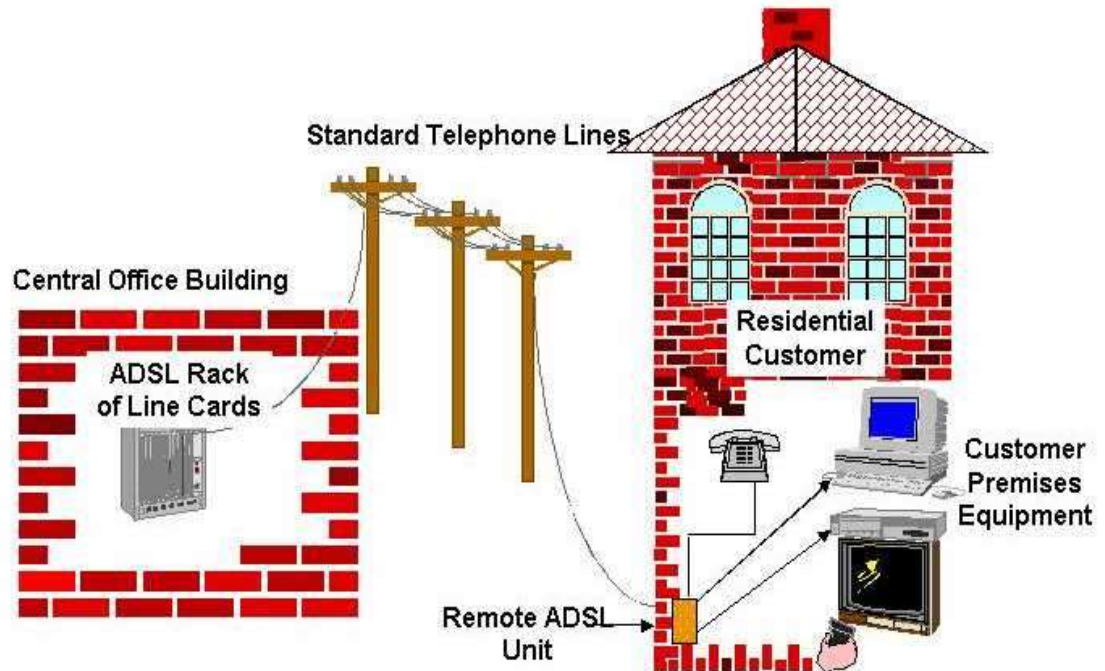 Standard Telephone Lines
Central Office Building
ADSL Rack
of Line Cards
Residential
Customer
Customer
Premises
Equipment
Remote ADSL
Unit